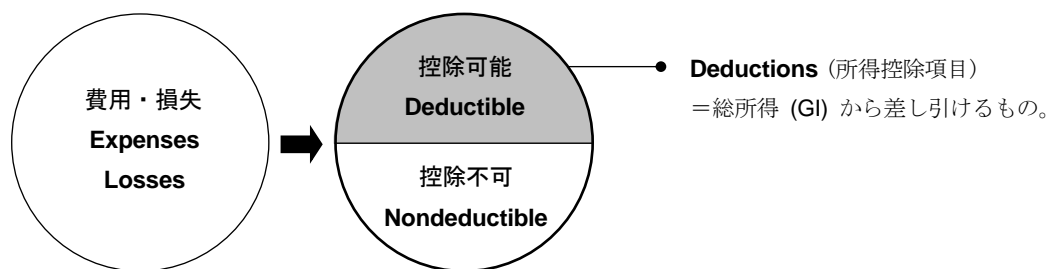 費用・損失
Expenses
Losses
控除可能
Deductible
控除不可
Nondeductible
Deductions (所得控除項目)
＝総所得 (GI) から差し引けるもの。